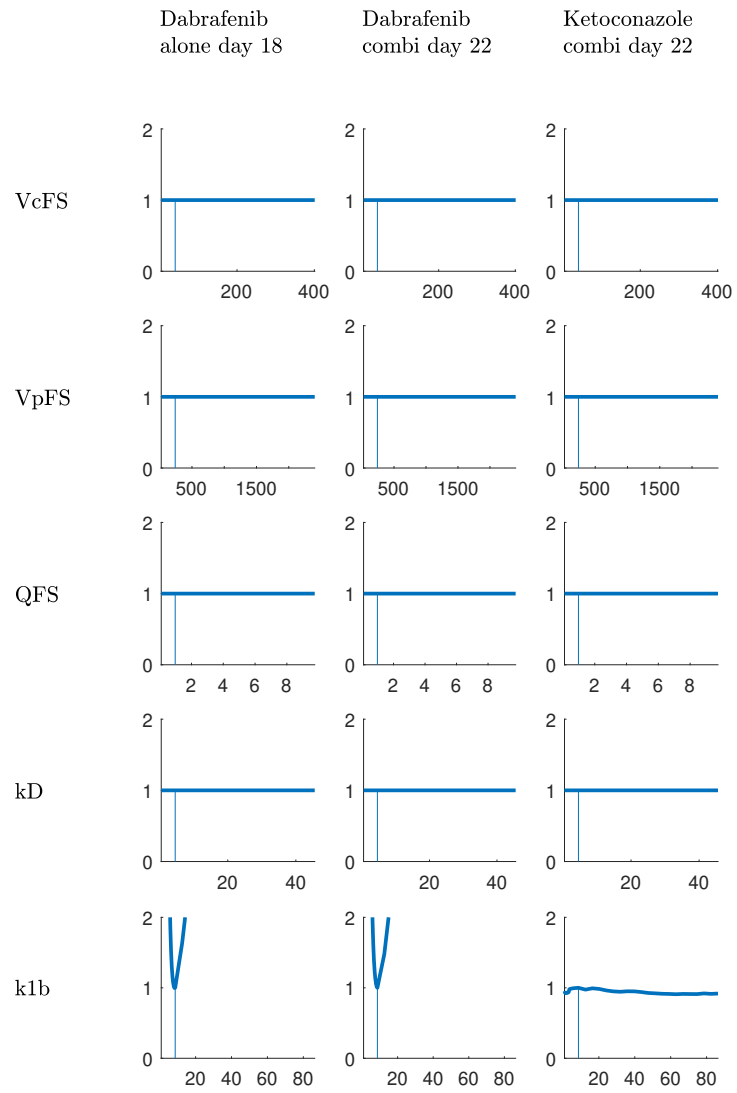 Dabrafenib Dabrafenib Ketoconazole
alone day 18 combi day 22 combi day 22
2 2 2
VcFS 1 1 1
0 0 0
200 400 200 400 200 400
2 2 2
VpFS 1 1 1
0 0 0
500 1500 500 1500 500 1500
2 2 2
QFS 1 1 1
0 0 0
2 4 6 8 2 4 6 8 2 4 6 8
2 2 2
kD 1 1 1
0 0 0
20 40 20 40 20 40
2 2 2
k1b 1 1 1
0 0 0
20 40 60 80 20 40 60 80 20 40 60 80